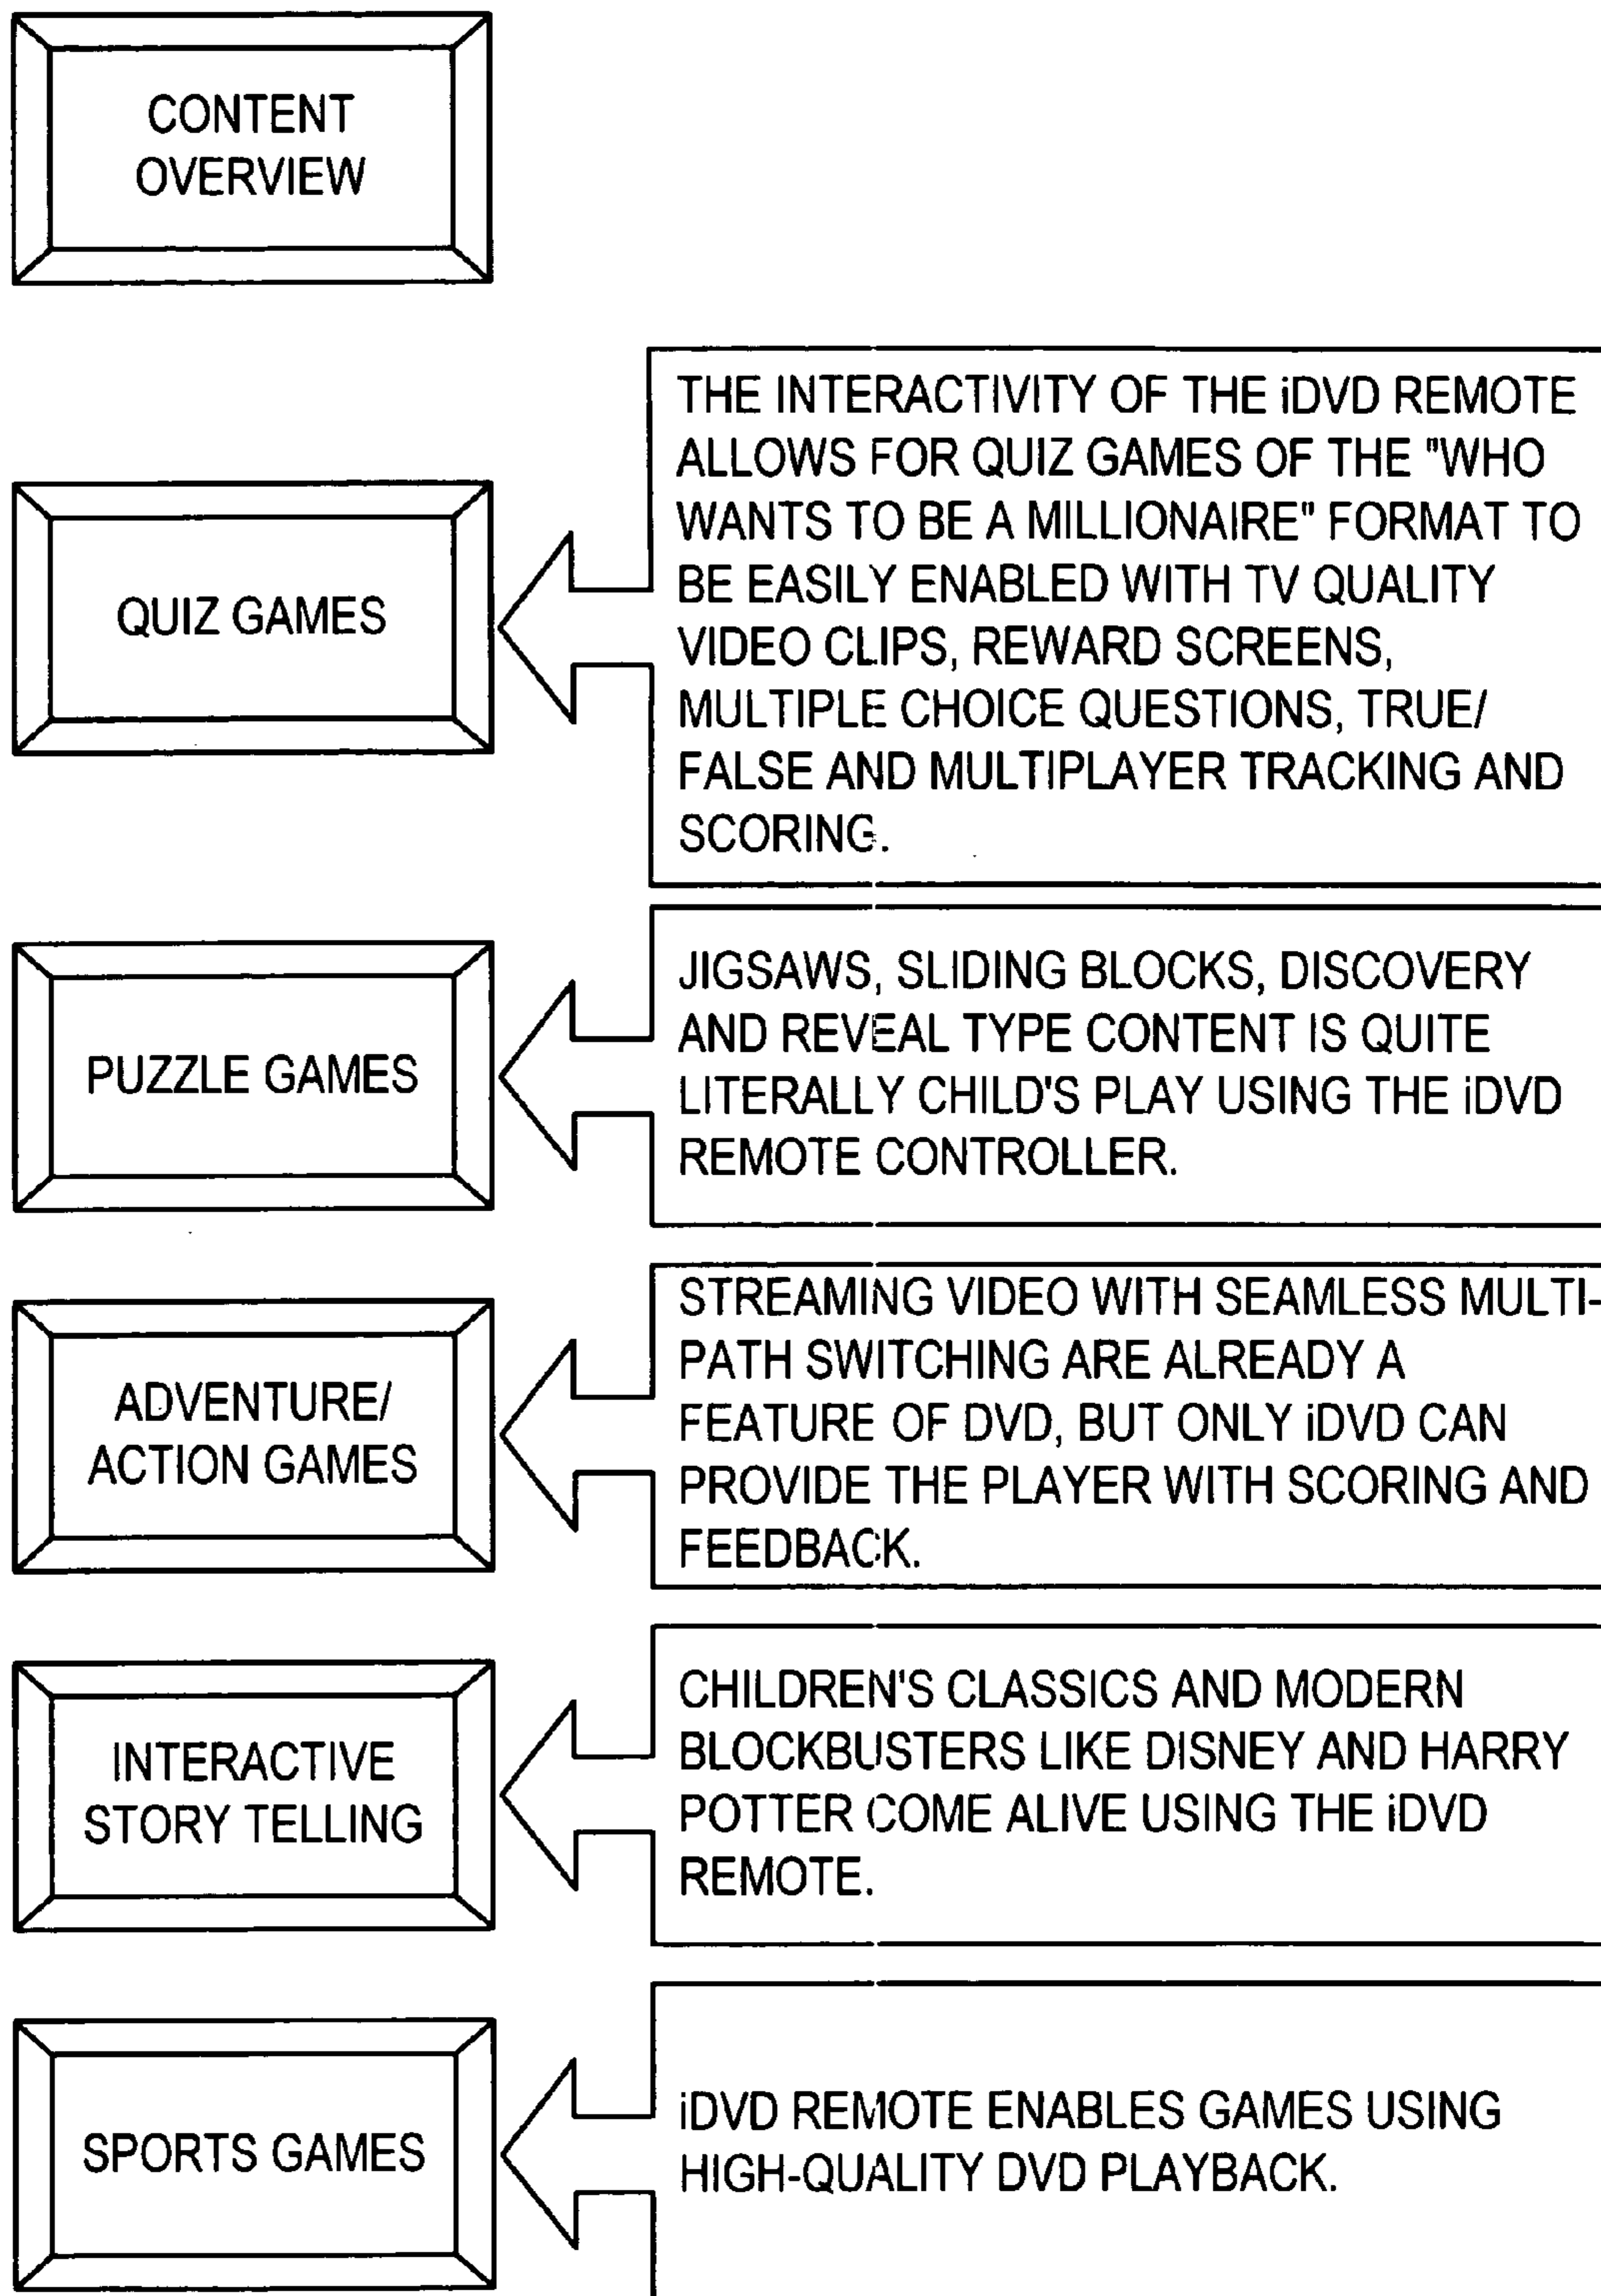 CONTENT
OVERVIEW
QUIZ GAMES
THE INTERACTIVITY OF THE iDVD REMOTE
ALLOWS FOR QUIZ GAMES OF THE "WHO
WANTS TO BE A MILLIONAIRE" FORMAT TO
BE EASILY ENABLED WITH TV QUALITY
VIDEO CLIPS, REWARD SCREENS,
MULTIPLE CHOICE QUESTIONS, TRUE/
FALSE AND MULTIPLAYER TRACKING AND
SCORING.
PUZZLE GAMES
JIGSAWS, SLIDING BLOCKS, DISCOVERY
AND REVEAL TYPE CONTENT IS QUITE
LITERALLY CHILD'S PLAY USING THE iDVD
REMOTE CONTROLLER.
ADVENTURE/
ACTION GAMES
STREAMING VIDEO WITH SEAMLESS MULTI-
PATH SWITCHING ARE ALREADY A
FEATURE OF DVD, BUT ONLY iDVD CAN
PROVIDE THE PLAYER WITH SCORING AND
FEEDBACK.
INTERACTIVE
STORY TELLING
CHILDREN'S CLASSICS AND MODERN
BLOCKBUSTERS LIKE DISNEY AND HARRY
POTTER COME ALIVE USING THE iDVD
REMOTE.
SPORTS GAMES
iDVD REMOTE ENABLES GAMES USING
HIGH-QUALITY DVD PLAYBACK.